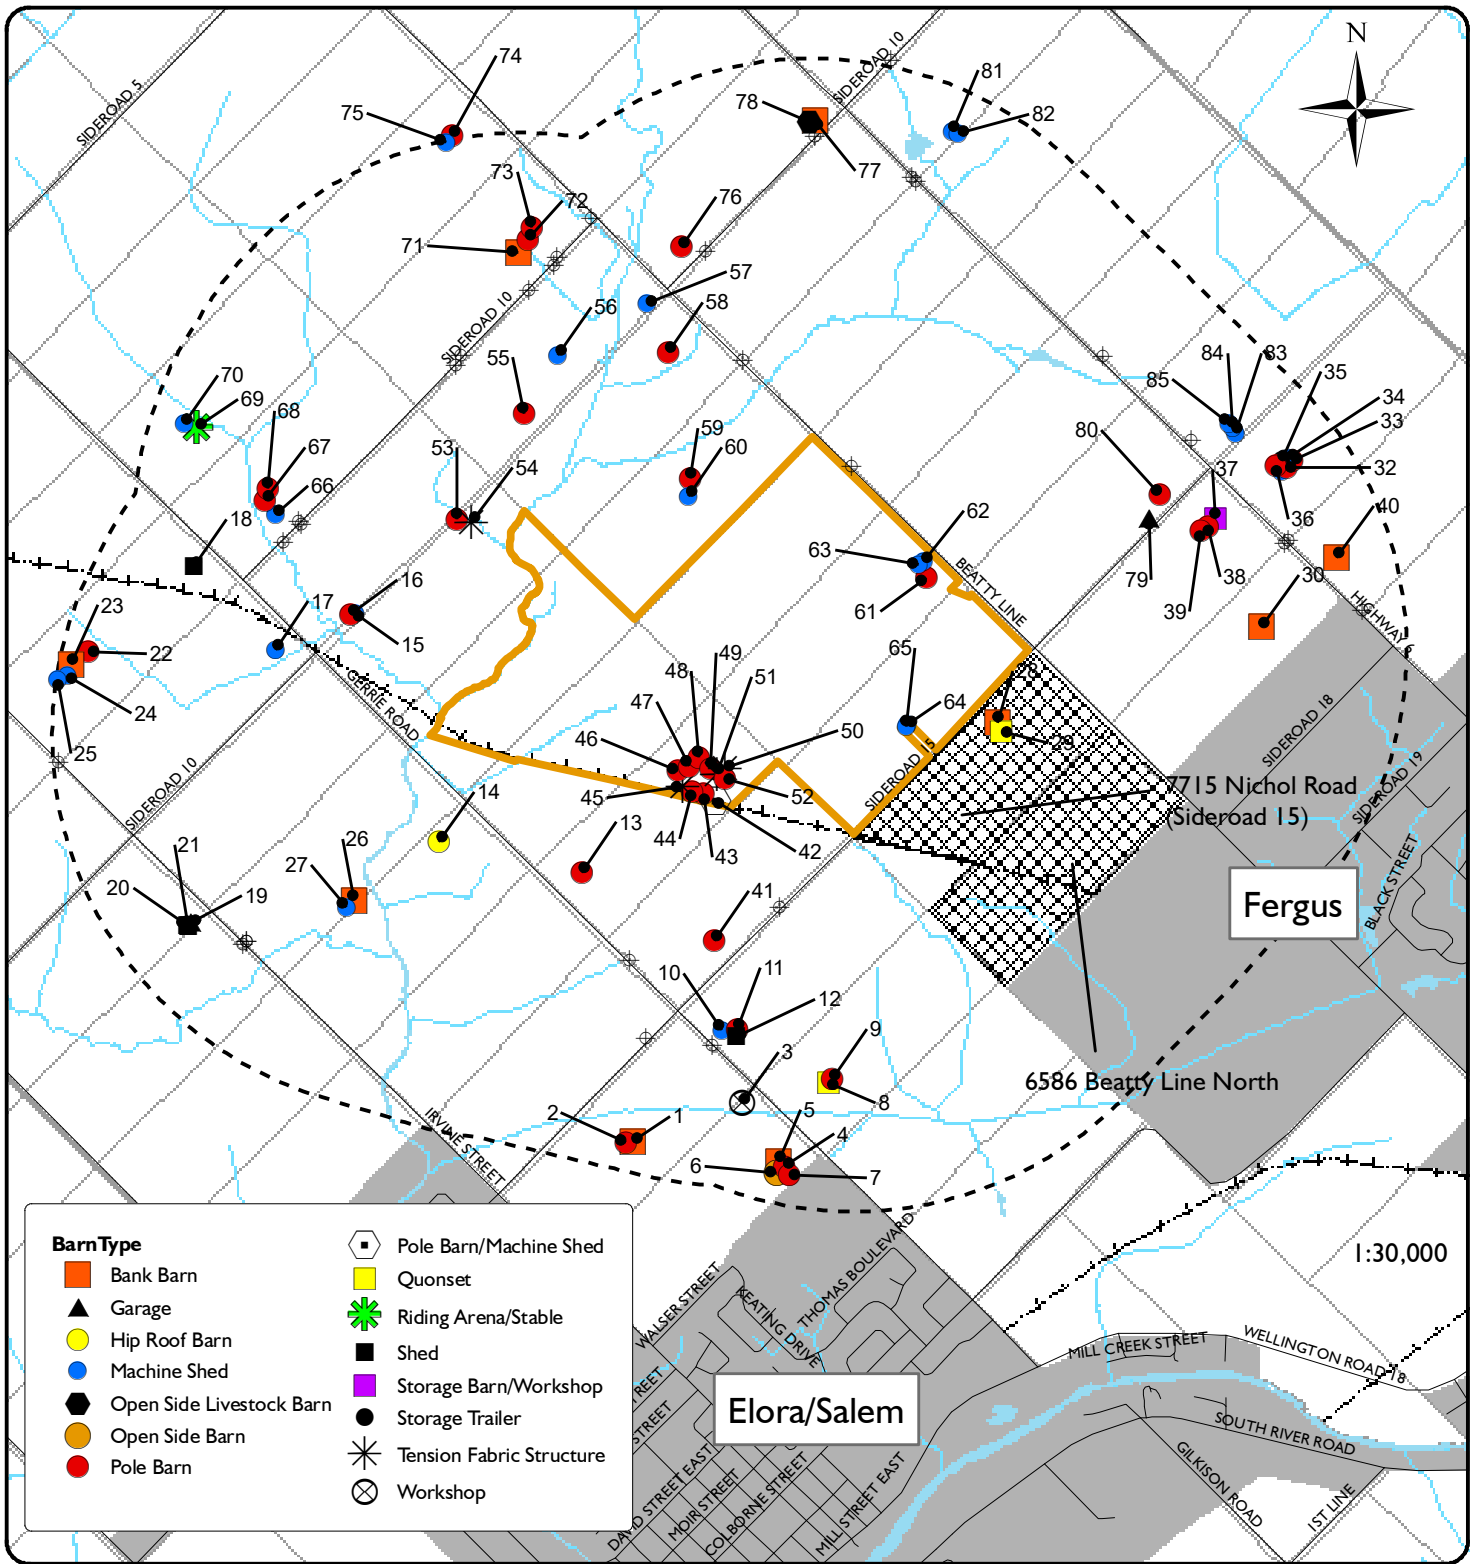 SIDEROAD 5
74
75
SIDEROAD 10
N
81
82
78
77
73
72
71
76
57
58
56
SIDEROAD 10
55
70
69
68
67
66
18
53
54
59
60
84
83
85
35
34
33
32
36
80
37
40
79
38
39
30
62
63
61
BEATTY LINE
HIGHWAY 6
16
15
17
23
22
24
25
GERRIE ROAD
65
64
48
49
51
47
50
46
45
44
43
42
52
28
29
SIDEROAD 15
SIDEROAD 18
SIDEROAD 19
7715 Nichol Road
(Sideroad 15)
SIDEROAD 10
14
13
21
20
19
26
27
41
Fergus
BLACK STREET
10
11
12
9
8
3
6586 Beatty Line North
2
1
5
4
6
7
IRVINE STREET
BarnType
Bank Barn
Garage
Hip Roof Barn
Machine Shed
Open Side Livestock Barn
Open Side Barn
Pole Barn
Pole Barn/Machine Shed
Quonset
Riding Arena/Stable
Shed
Storage Barn/Workshop
Storage Trailer
Tension Fabric Structure
Workshop
1:30,000
WALSER STREET
KEATING DRIVE
THOMAS BOULEVARD
Elora/Salem
STREET
DAVID STREET EAST
MOIR STREET
COLBORNE STREET
MILL STREET EAST
MILL CREEK STREET
WELLINGTON ROAD 18
SOUTH RIVER ROAD
GILKISON ROAD
1ST LINE